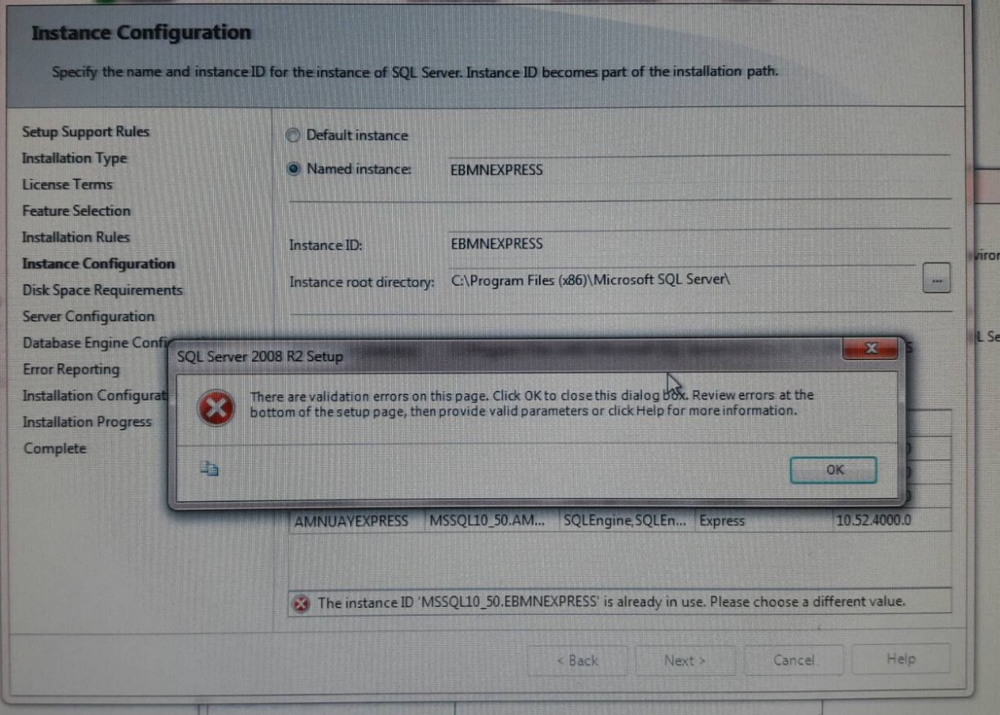 Instance Configuration
Specify the name and instance ID for the instance of SQL Server. Instance ID becomes part of the installation path.
Setup Support Rules
Installation Type
License Terms
Feature Selection
Installation Rules
Instance Configuration
Disk Space Requirements
Server Configuration
Database Engine Confi
Error Reporting
Installation Configurat
Installation Progress
Complete
Default instance
Named instance: EBMNEXPRESS
Instance ID: EBMNEXPRESS
Instance root directory: C:\Program Files (x86)\Microsoft SQL Server\
...
SQL Server 2008 R2 Setup
There are validation errors on this page. Click OK to close this dialog box. Review errors at the
bottom of the setup page, then provide valid parameters or click Help for more information.
OK
AMNUAYEXPRESS MSSQL10_50.AM... SQLEngine,SQLEn... Express 10.52.4000.0
The instance ID 'MSSQL10_50.EBMNEXPRESS' is already in use. Please choose a different value.
< Back Next > Cancel Help
viron
L Se